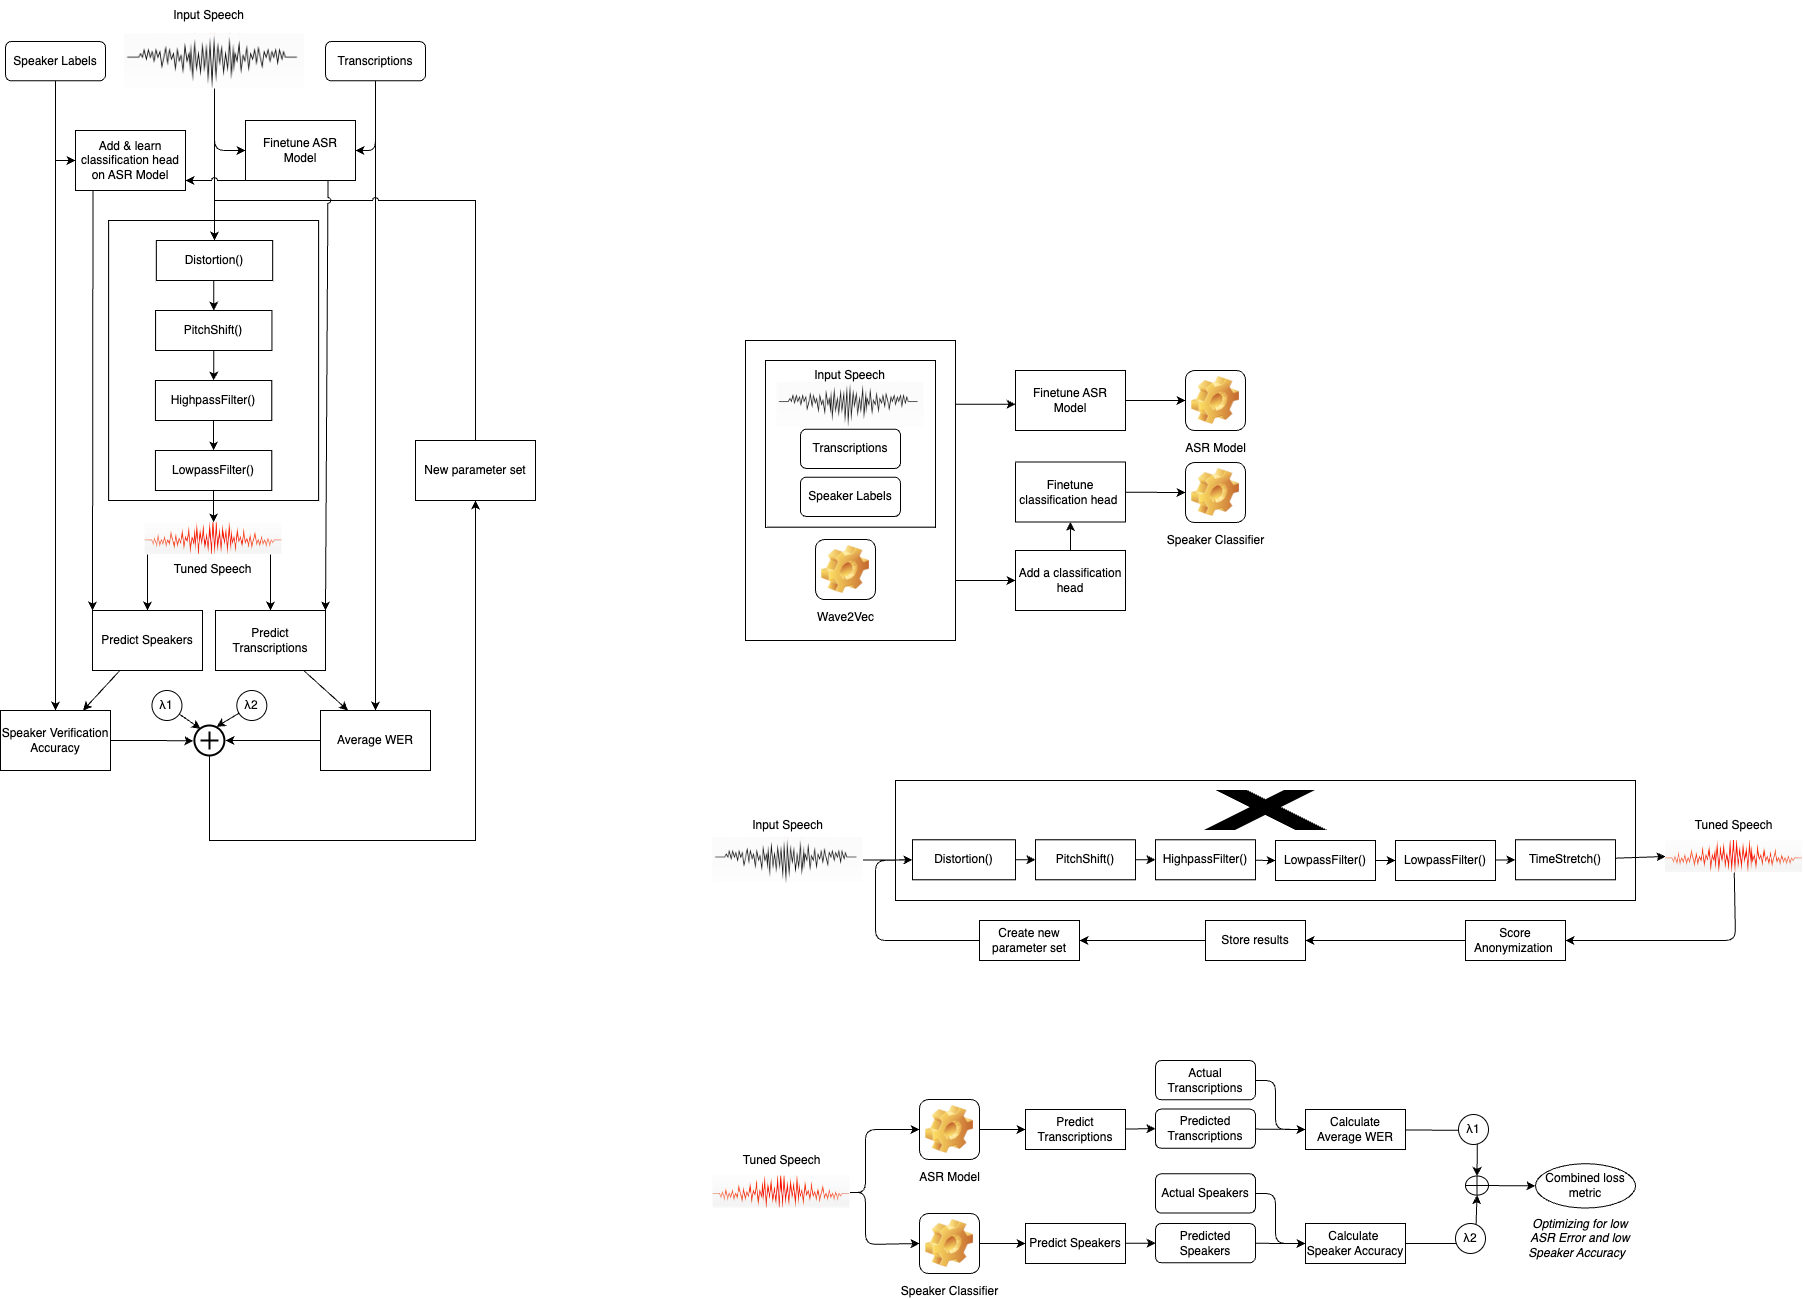 Input Speech
Speaker Labels
Transcriptions
Add & learn
classification head
on ASR Model
Finetune ASR
Model
Distortion()
PitchShift()
HighpassFilter()
LowpassFilter()
New parameter set
Tuned Speech
Predict Speakers
Predict
Transcriptions
λ1
λ2
Speaker Verification
Accuracy
Average WER
Input Speech
Transcriptions
Speaker Labels
Wave2Vec
Finetune ASR
Model
ASR Model
Finetune
classification head
Speaker Classifier
Add a classification
head
Input Speech
Distortion()
PitchShift()
HighpassFilter()
LowpassFilter()
LowpassFilter()
TimeStretch()
Tuned Speech
Create new
parameter set
Store results
Score
Anonymization
Tuned Speech
ASR Model
Predict
Transcriptions
Actual
Transcriptions
Predicted
Transcriptions
Calculate
Average WER
λ1
Speaker Classifier
Predict Speakers
Actual Speakers
Predicted
Speakers
Calculate
Speaker Accuracy
λ2
Combined loss
metric
Optimizing for low
ASR Error and low
Speaker Accuracy